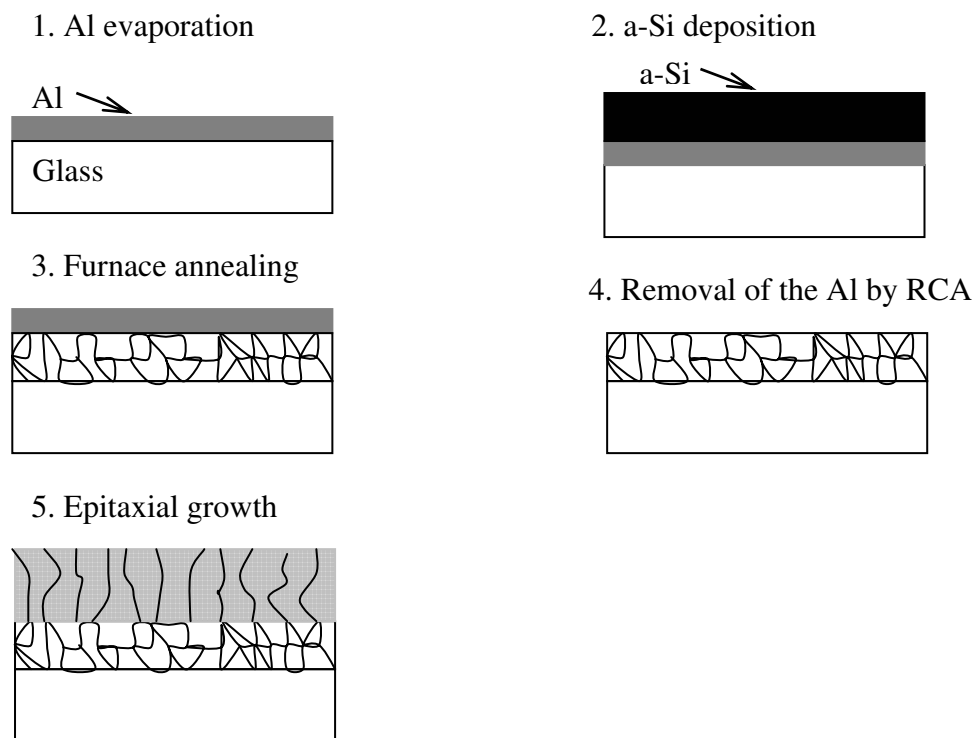 1. Al evaporation
2. a-Si deposition
a-Si
Al
Glass
3. Furnace annealing
4. Removal of the Al by RCA
5. Epitaxial growth